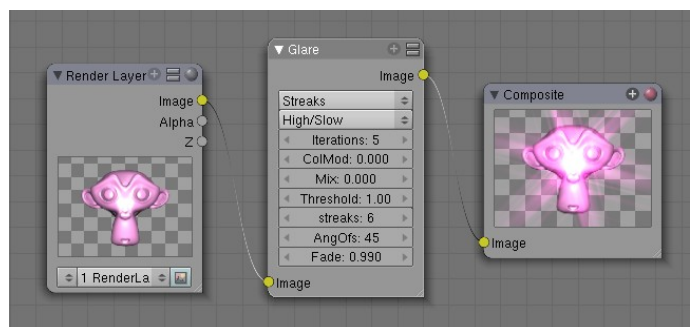 Render Layer
Image
Alpha
Z
1 RenderLa
Glare
Image
Streaks
High/Slow
Iterations: 5
ColMod: 0.000
Mix: 0.000
Threshold: 1.00
streaks: 6
AngOfs: 45
Fade: 0.990
Image
Composite
Image